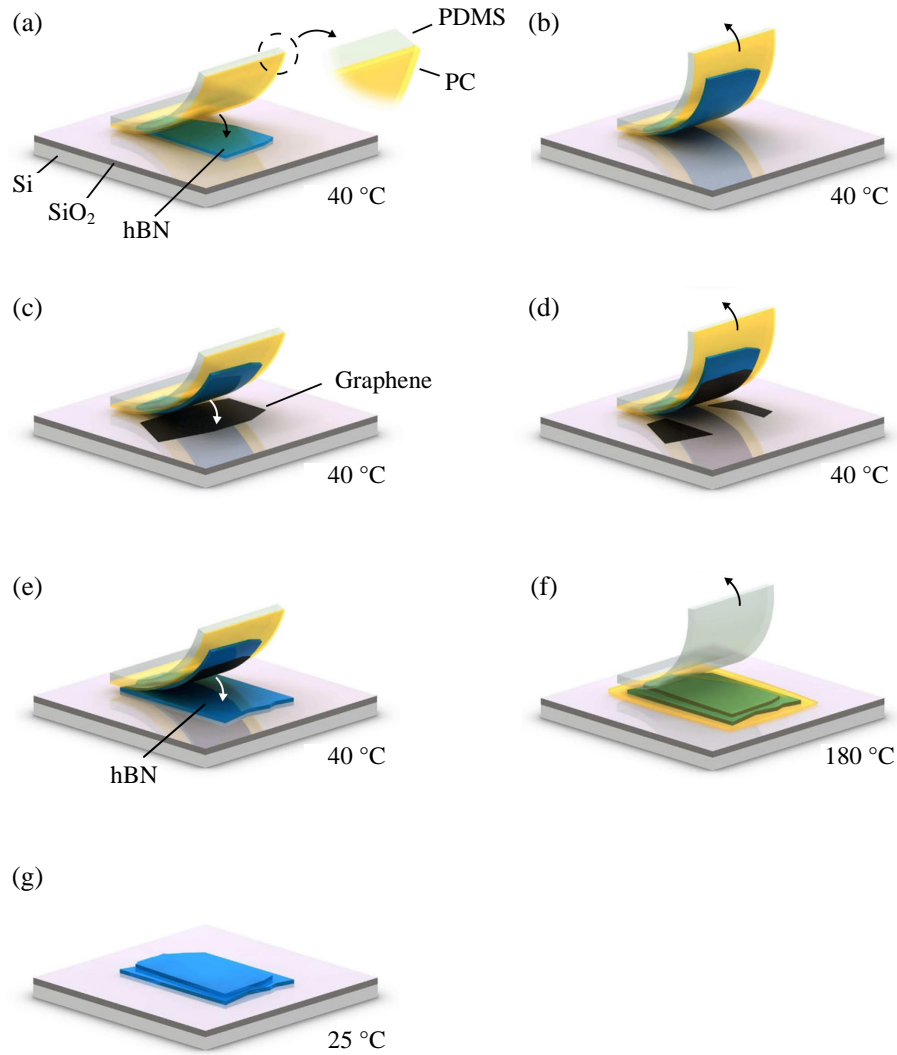 (a)
PDMS
PC
Si
SiO₂
hBN
40 °C
(b)
40 °C
(c)
Graphene
40 °C
(d)
40 °C
(e)
hBN
40 °C
(f)
180 °C
(g)
25 °C